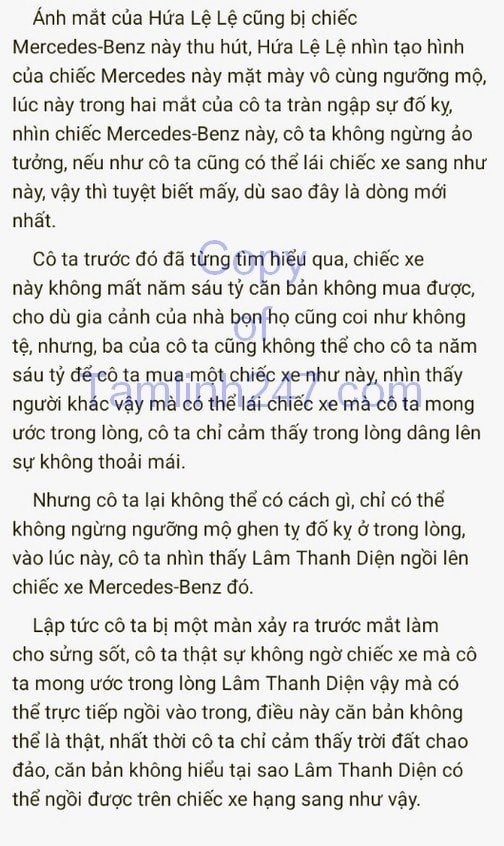 Ánh mắt của Hứa Lệ Lệ cũng bị chiếc
Mercedes-Benz này thu hút, Hứa Lệ Lệ nhìn tạo hình
của chiếc Mercedes này mặt mày vô cùng ngưỡng mộ,
lúc này trong hai mắt của cô ta tràn ngập sự đố kỵ,
nhìn chiếc Mercedes-Benz này, cô ta không ngừng ảo
tưởng, nếu như cô ta cũng có thể lái chiếc xe sang như
này, vậy thì tuyệt biết mấy, dù sao đây là dòng mới
nhất.
Cô ta trước đó đã từng tìm hiểu qua, chiếc xe
này không mất năm sáu tỷ căn bản không mua được,
cho dù gia cảnh của nhà bọn họ cũng coi như không
tệ, nhưng, ba của cô ta cũng không thể cho cô ta năm
sáu tỷ để cô ta mua một chiếc xe như này, nhìn thấy
người khác vậy mà có thể lái chiếc xe mà cô ta mong
ước trong lòng, cô ta chỉ cảm thấy trong lòng dâng lên
sự không thoải mái.
Nhưng cô ta lại không thể có cách gì, chỉ có thể
không ngừng ngưỡng mộ ghen tỵ đố kỵ ở trong lòng,
vào lúc này, cô ta nhìn thấy Lâm Thanh Diện ngồi lên
chiếc xe Mercedes-Benz đó.
Lập tức cô ta bị một màn xảy ra trước mắt làm
cho sửng sốt, cô ta thật sự không ngờ chiếc xe mà cô
ta mong ước trong lòng Lâm Thanh Diện vậy mà có
thể trực tiếp ngồi vào trong, điều này căn bản không
thể là thật, nhất thời cô ta chỉ cảm thấy trời đất chao
đảo, căn bản không hiểu tại sao Lâm Thanh Diện có
thể ngồi được trên chiếc xe hạng sang như vậy.
Copy
of
Tamlinh247.com